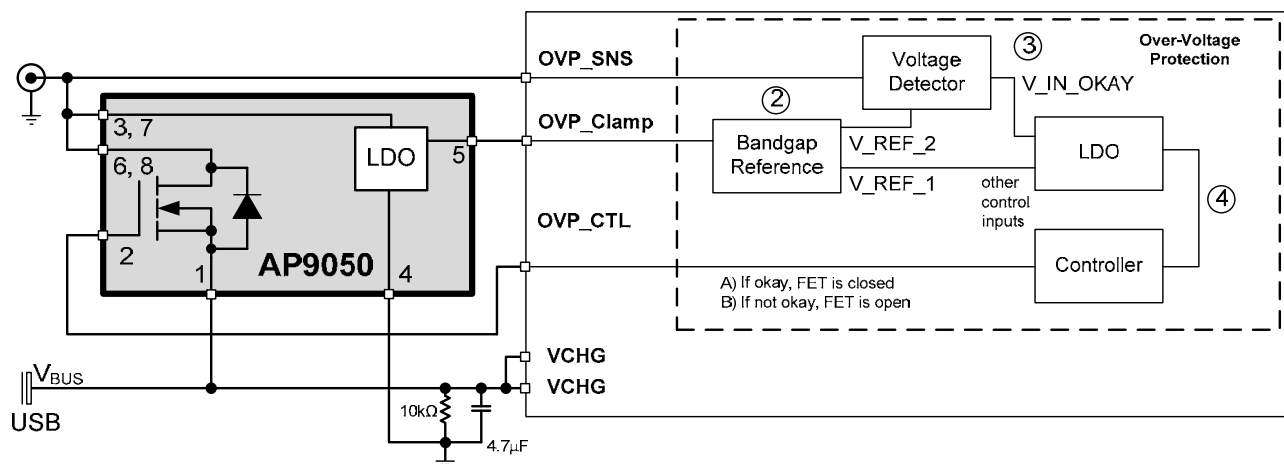 OVP_SNS
3, 7
LDO
5
OVP_Clamp
6, 8
2
1
AP9050
4
OVP_CTL
VBUS
USB
10kΩ
4.7µF
VCHG
VCHG
Over-Voltage
Protection
③
Voltage
Detector
V_IN_OKAY
②
Bandgap
Reference
V_REF_2
V_REF_1
other
control
inputs
LDO
④
Controller
A) If okay, FET is closed
B) If not okay, FET is open